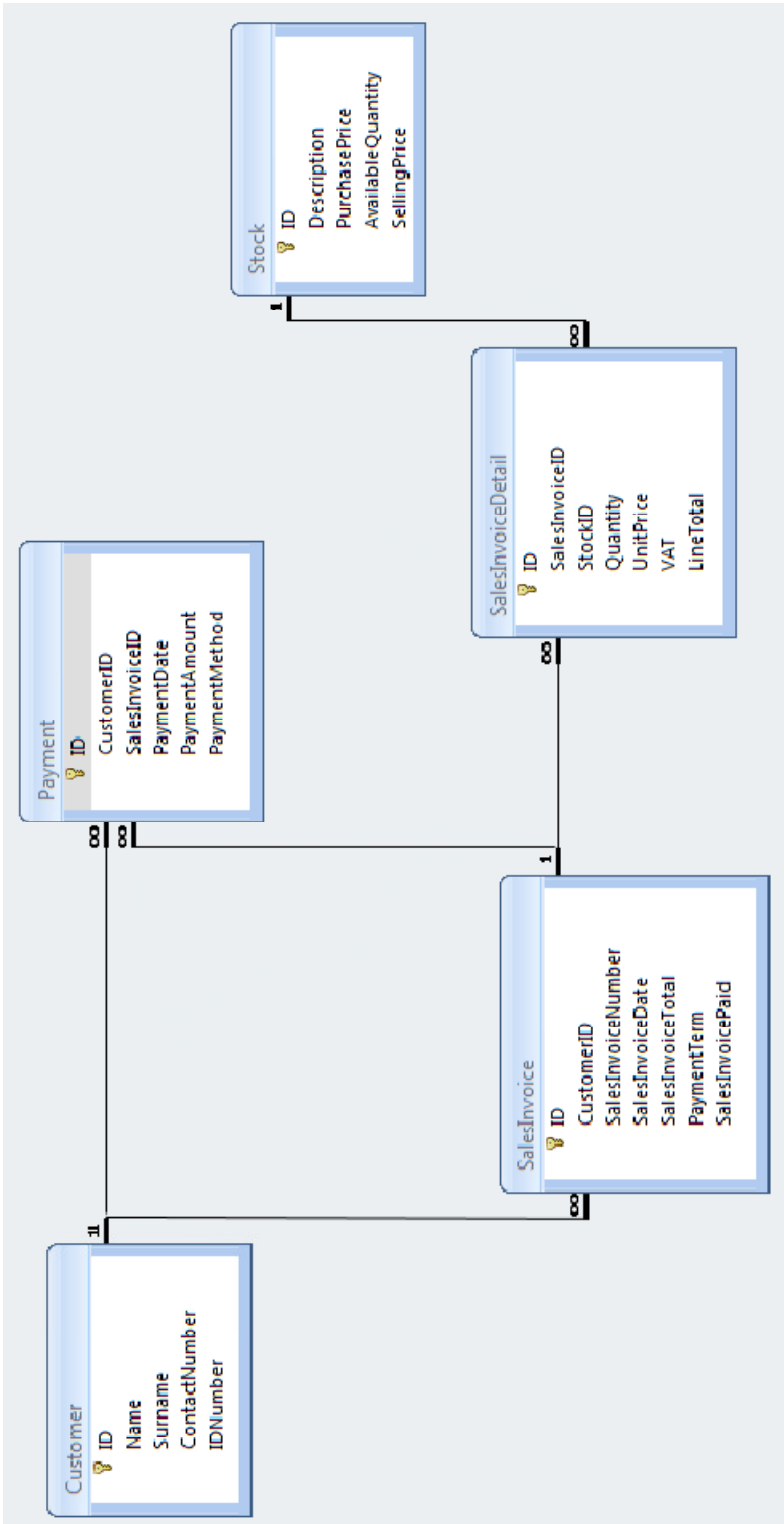 Customer
ID
Name
Surname
ContactNumber
IDNumber
1
1
∞
SalesInvoice
ID
CustomerID
SalesInvoiceNumber
SalesInvoiceDate
SalesInvoiceTotal
PaymentTerm
SalesInvoicePaid
1
∞
∞
Payment
ID
CustomerID
SalesInvoiceID
PaymentDate
PaymentAmount
PaymentMethod
∞
SalesInvoiceDetail
ID
SalesInvoiceID
StockID
Quantity
UnitPrice
VAT
LineTotal
∞
1
Stock
ID
Description
PurchasePrice
AvailableQuantity
SellingPrice